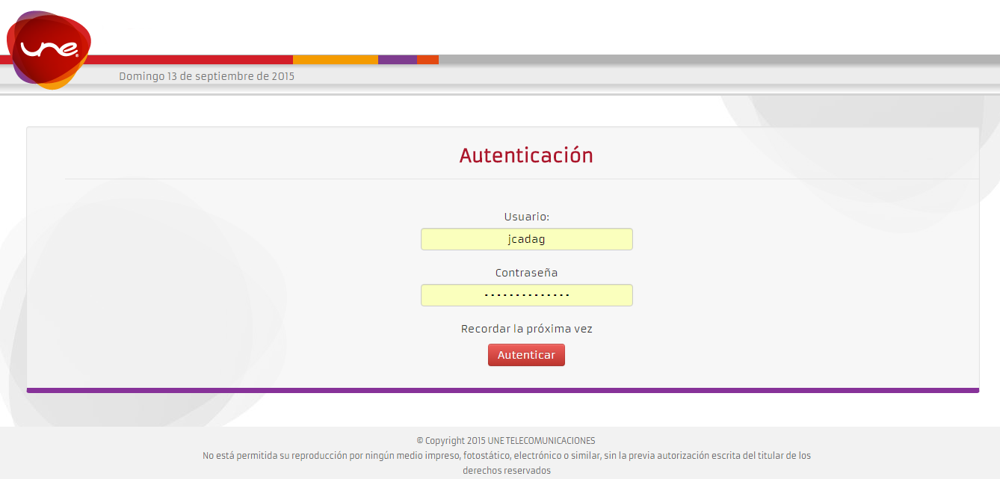 une
Domingo 13 de septiembre de 2015
Autenticación
Usuario:
jcadag
Contraseña
Recordar la próxima vez
Autenticar
© Copyright 2015 UNE TELECOMUNICACIONES
No está permitida su reproducción por ningún medio impreso, fotostático, electrónico o similar, sin la previa autorización escrita del titular de los
derechos reservados